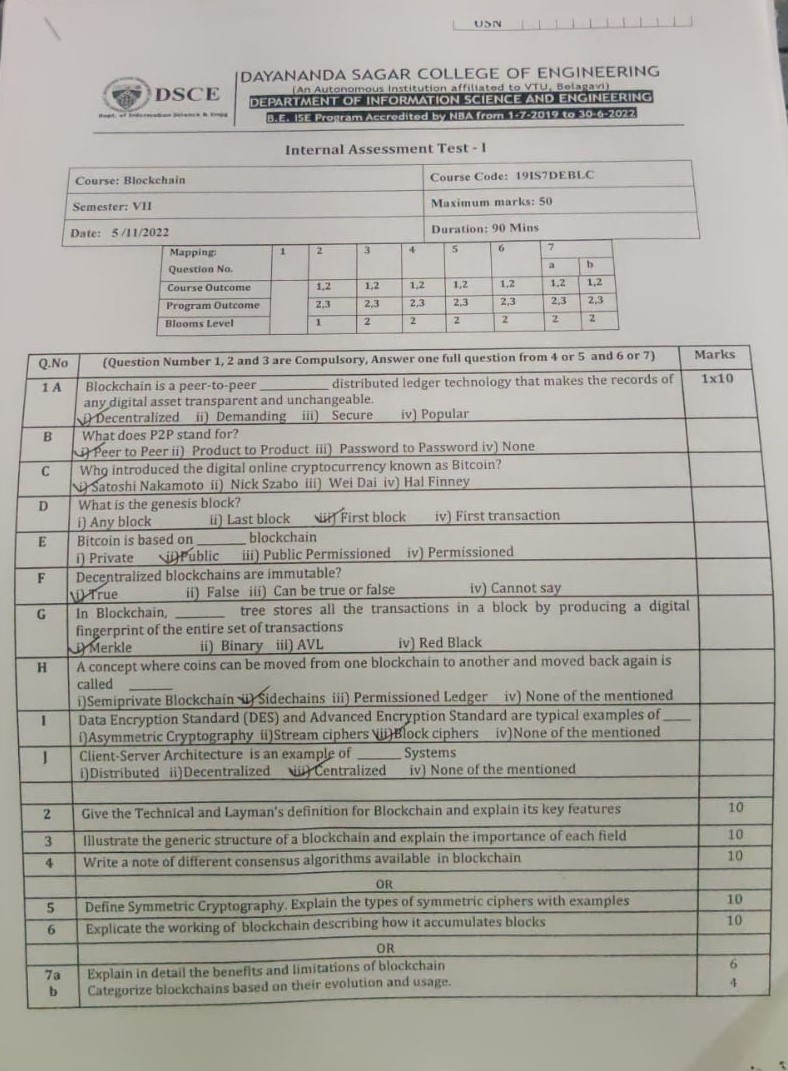 USN
DSCE
Dept. of Information Science & Engg
DAYANANDA SAGAR COLLEGE OF ENGINEERING
(An Autonomous Institution affiliated to VTU, Belagavi)
DEPARTMENT OF INFORMATION SCIENCE AND ENGINEERING
B.E. ISE Program Accredited by NBA from 1-7-2019 to 30-6-2022
Internal Assessment Test - I
Course: Blockchain Course Code: 19IS7DEBLC
Semester: VII Maximum marks: 50
Date: 5/11/2022 Duration: 90 Mins
Mapping: Question No. 1 2 3 4 5 6 7
a b
Course Outcome 1,2 1,2 1,2 1,2 1,2 1,2 1,2
Program Outcome 2,3 2,3 2,3 2,3 2,3 2,3 2,3
Blooms Level 1 2 2 2 2 2 2
Q.No (Question Number 1, 2 and 3 are Compulsory, Answer one full question from 4 or 5 and 6 or 7) Marks
1 A Blockchain is a peer-to-peer ________ distributed ledger technology that makes the records of 1x10
any digital asset transparent and unchangeable.
i) Decentralized ii) Demanding iii) Secure iv) Popular
B What does P2P stand for?
i) Peer to Peer ii) Product to Product iii) Password to Password iv) None
C Who introduced the digital online cryptocurrency known as Bitcoin?
i) Satoshi Nakamoto ii) Nick Szabo iii) Wei Dai iv) Hal Finney
D What is the genesis block?
i) Any block ii) Last block iii) First block iv) First transaction
E Bitcoin is based on ______ blockchain
i) Private ii) Public iii) Public Permissioned iv) Permissioned
F Decentralized blockchains are immutable?
i) True ii) False iii) Can be true or false iv) Cannot say
G In Blockchain, ______ tree stores all the transactions in a block by producing a digital
fingerprint of the entire set of transactions
i) Merkle ii) Binary iii) AVL iv) Red Black
H A concept where coins can be moved from one blockchain to another and moved back again is
called ______
i)Semiprivate Blockchain ii) Sidechains iii) Permissioned Ledger iv) None of the mentioned
I Data Encryption Standard (DES) and Advanced Encryption Standard are typical examples of ____
i)Asymmetric Cryptography ii)Stream ciphers iii)Block ciphers iv)None of the mentioned
J Client-Server Architecture is an example of ______ Systems
i)Distributed ii)Decentralized iii) Centralized iv) None of the mentioned
2 Give the Technical and Layman's definition for Blockchain and explain its key features 10
3 Illustrate the generic structure of a blockchain and explain the importance of each field 10
4 Write a note of different consensus algorithms available in blockchain 10
OR
5 Define Symmetric Cryptography. Explain the types of symmetric ciphers with examples 10
6 Explicate the working of blockchain describing how it accumulates blocks 10
OR
7a Explain in detail the benefits and limitations of blockchain 6
b Categorize blockchains based on their evolution and usage. 4